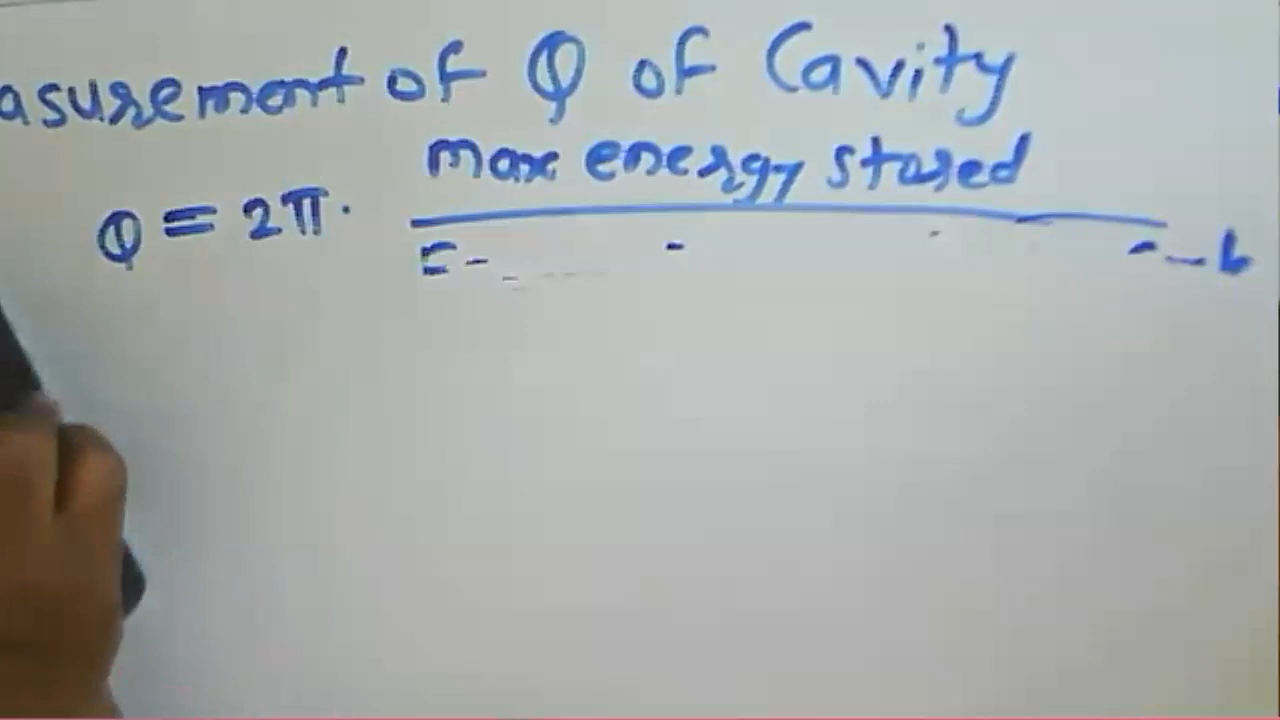 asurement of Q of Cavity
max energy stored
Q = 2π.